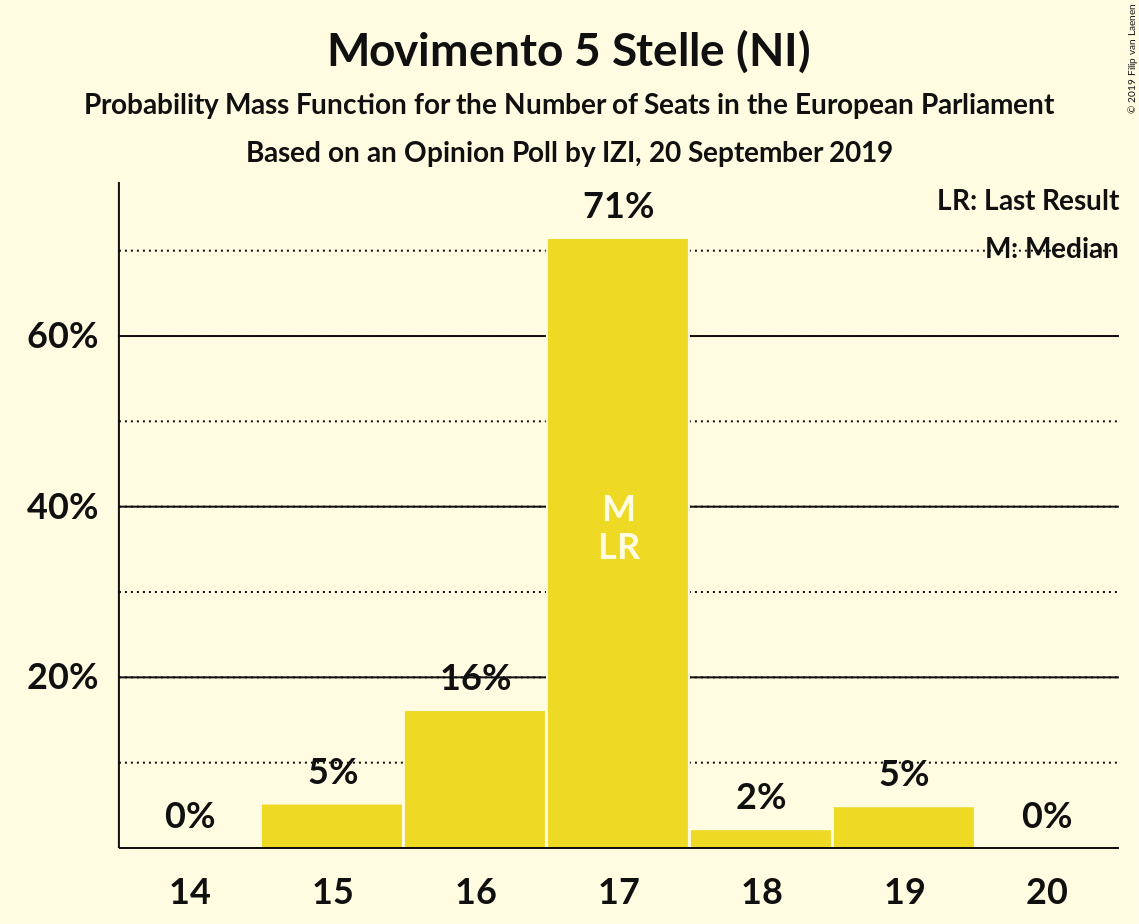 Movimento 5 Stelle (NI)
Probability Mass Function for the Number of Seats in the European Parliament
Based on an Opinion Poll by IZI, 20 September 2019
© 2019 Filip van Laenen
LR: Last Result
M: Median
71%
60%
40%
20%
M
LR
16%
5%
5%
2%
0%
0%
14 15 16 17 18 19 20